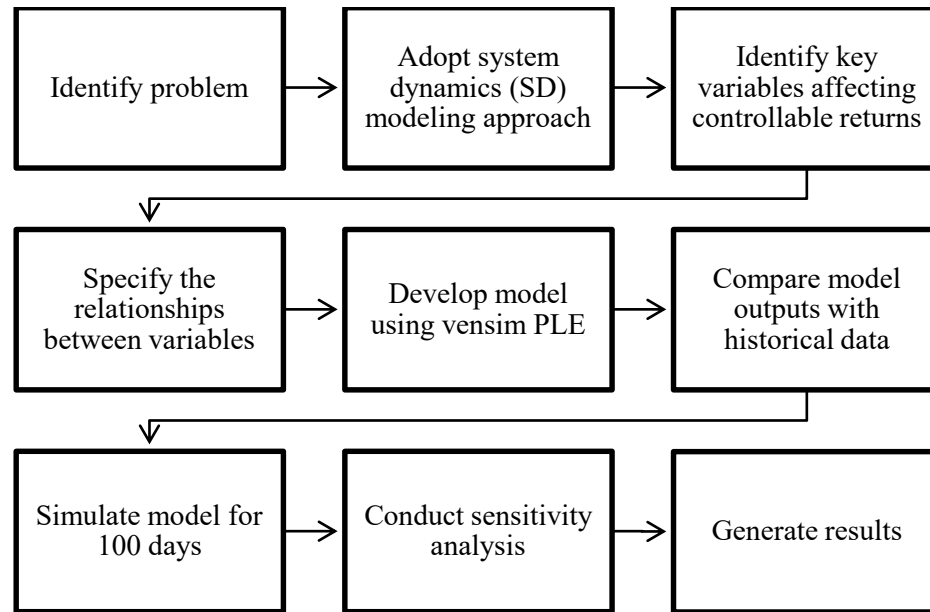 Identify problem
Adopt system
dynamics (SD)
modeling approach
Identify key
variables affecting
controllable returns
Specify the
relationships
between variables
Develop model
using vensim PLE
Compare model
outputs with
historical data
Simulate model for
100 days
Conduct sensitivity
analysis
Generate results